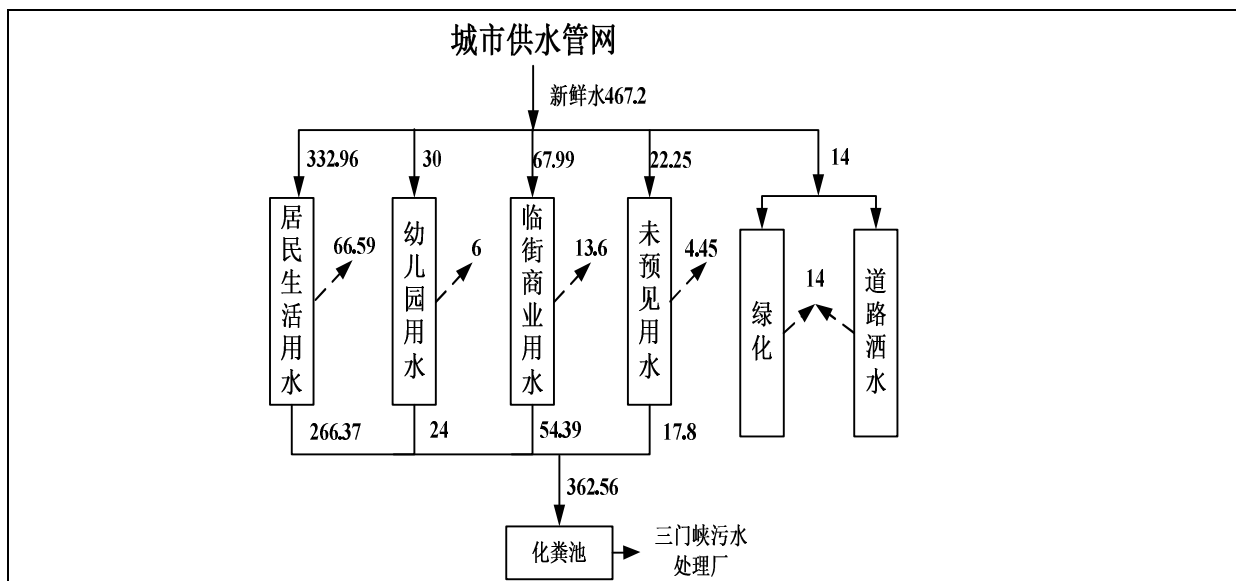 城市供水管网
新鲜水467.2
332.96
30
67.99
22.25
14
居民生活用水
66.59
幼儿园用水
6
临街商业用水
13.6
未预见用水
4.45
绿化
14
道路洒水
266.37
24
54.39
17.8
362.56
化粪池
三门峡污水
处理厂